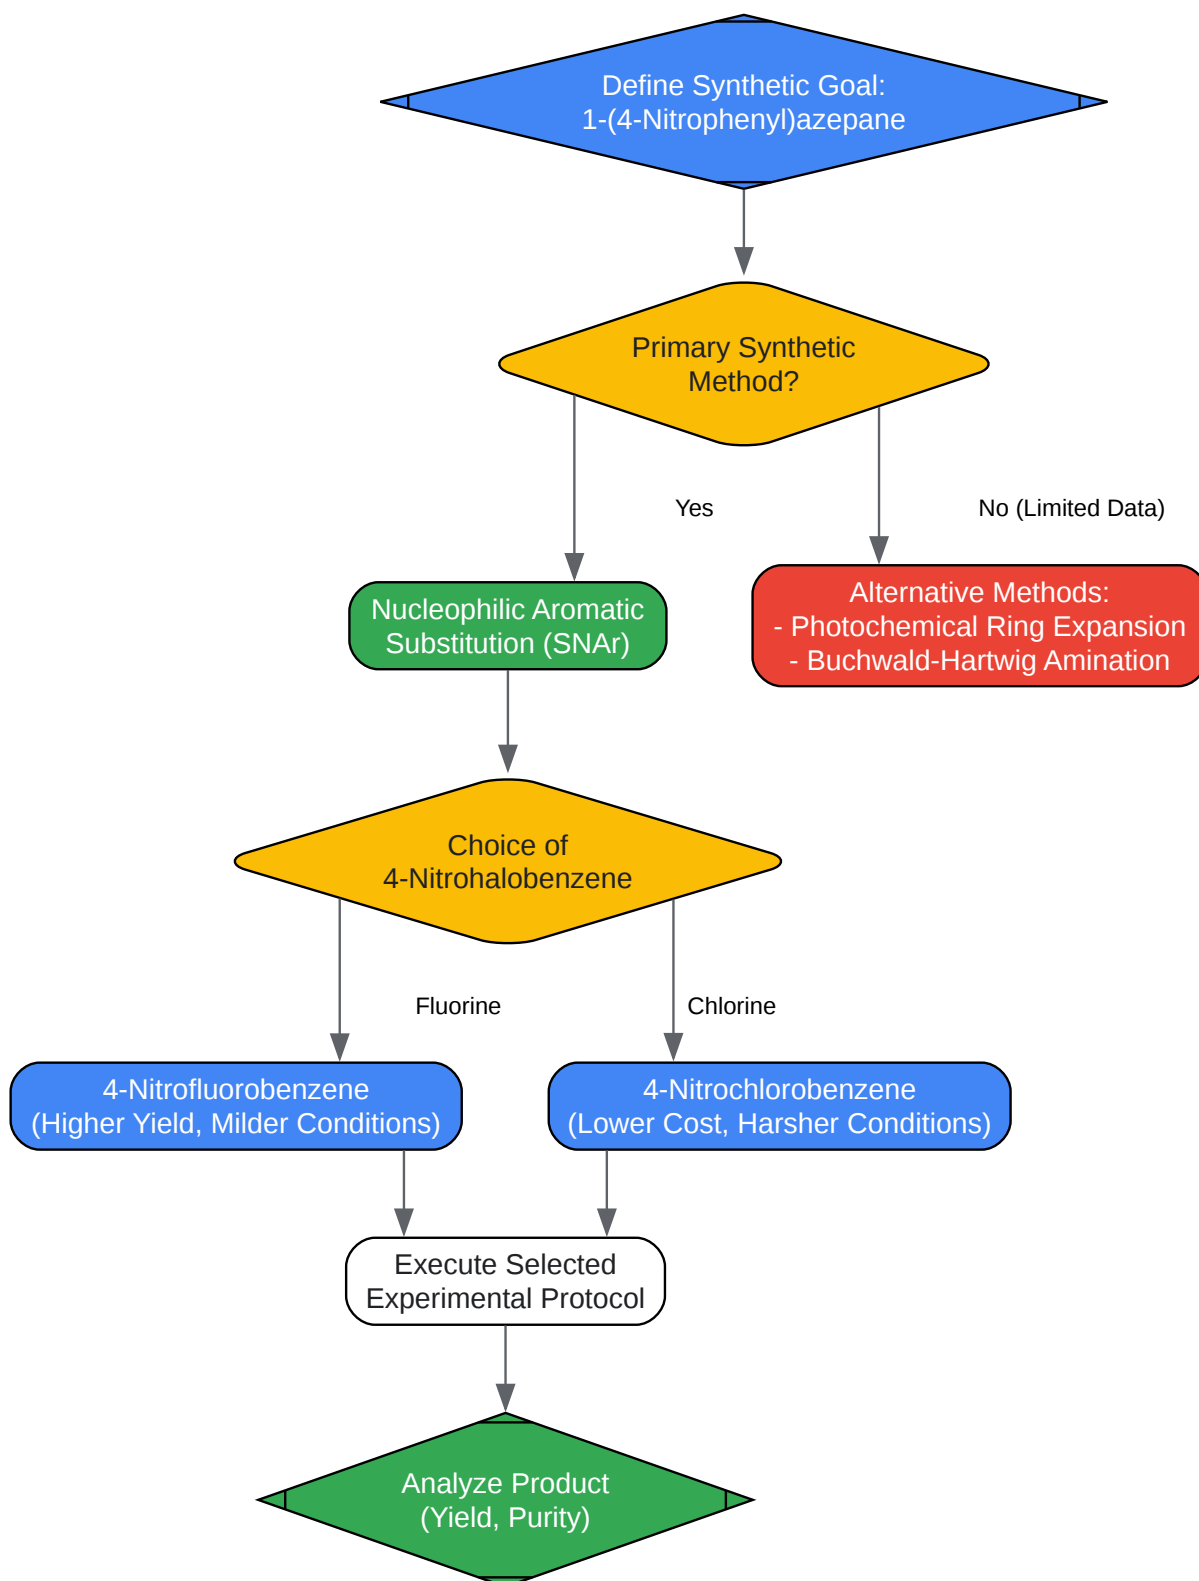 Define Synthetic Goal:
1-(4-Nitrophenyl)azepane
Primary Synthetic
Method?
Yes
No (Limited Data)
Nucleophilic Aromatic
Substitution (SNAr)
Alternative Methods:
- Photochemical Ring Expansion
- Buchwald-Hartwig Amination
Choice of
4-Nitrohalobenzene
Fluorine
Chlorine
4-Nitrofluorobenzene
(Higher Yield, Milder Conditions)
4-Nitrochlorobenzene
(Lower Cost, Harsher Conditions)
Execute Selected
Experimental Protocol
Analyze Product
(Yield, Purity)